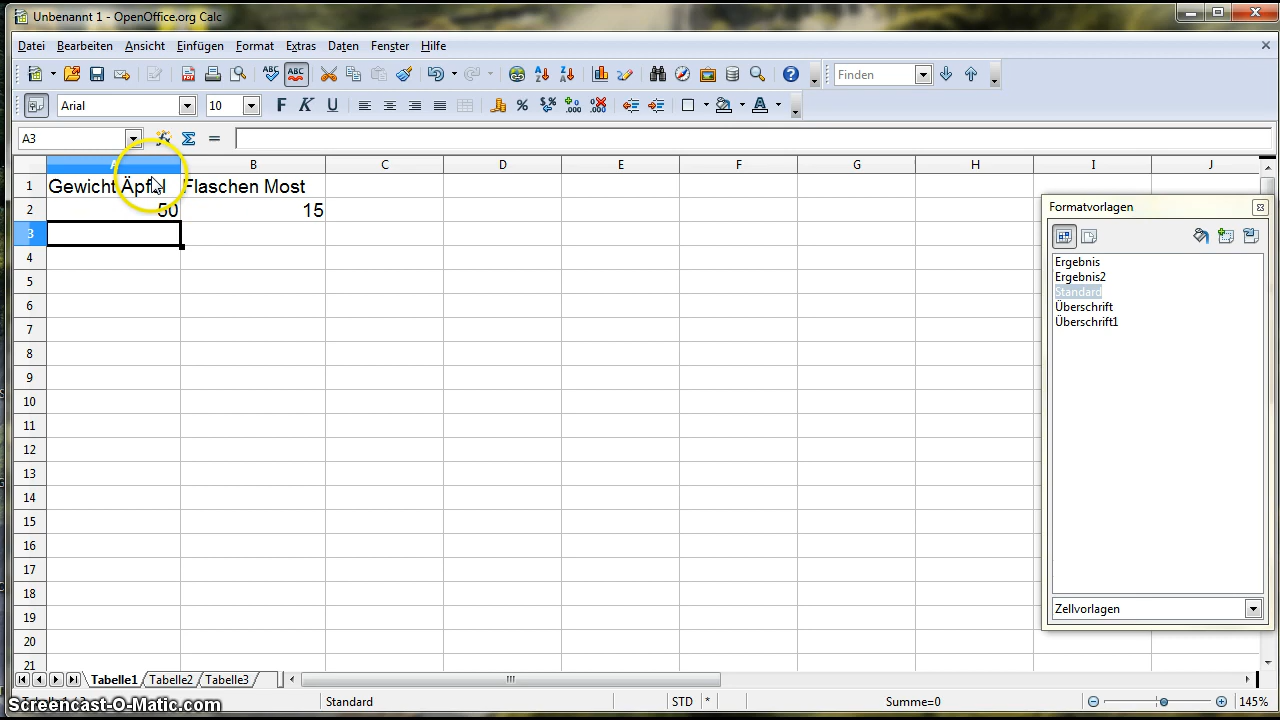 Unbenannt 1 - OpenOffice.org Calc
Datei Bearbeiten Ansicht Einfügen Format Extras Daten Fenster Hilfe
Finden
Arial 10
A3
A B C D E F G H I J
1 Gewicht Äpfel Flaschen Most
2 50 15
3
4
5
6
7
8
9
10
11
12
13
14
15
16
17
18
19
20
21
Formatvorlagen
Ergebnis
Ergebnis2
Standard
Überschrift
Überschrift1
Zellvorlagen
Tabelle1 Tabelle2 Tabelle3
Standard STD * Summe=0 145%
Screencast-O-Matic.com